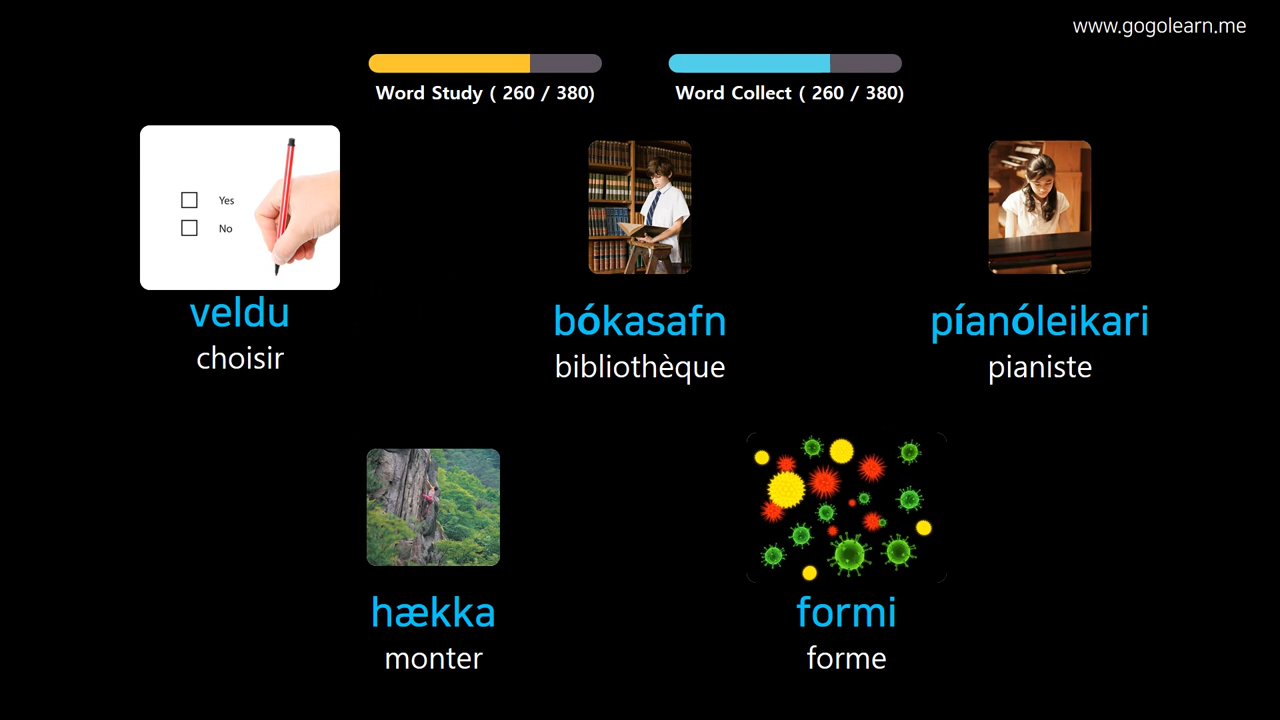 www.gogolearn.me
Word Study ( 260 / 380)
Word Collect ( 260 / 380)
Yes
No
veldu
choisir
bókasafn
bibliothèque
píanóleikari
pianiste
hækka
monter
formi
forme